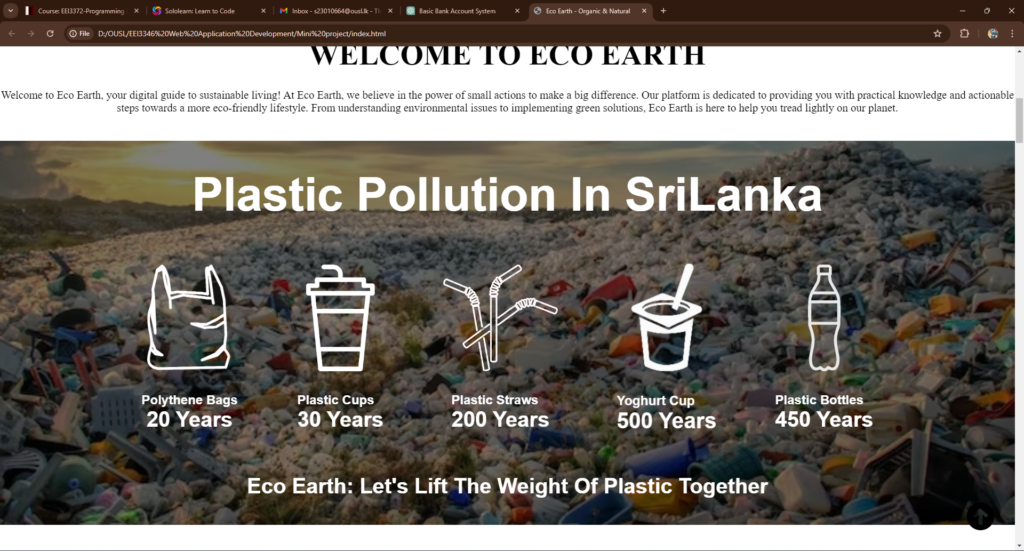 Course: EEI3372-Programming
Sololearn: Learn to Code
Inbox - s23010664@ousl.lk - Th
Basic Bank Account System
Eco Earth - Organic & Natural
File
D:/OUSL/EEI3346%20Web%20Application%20Development/Mini%20project/index.html
WELCOME TO ECO EARTH
Welcome to Eco Earth, your digital guide to sustainable living! At Eco Earth, we believe in the power of small actions to make a big difference. Our platform is dedicated to providing you with practical knowledge and actionable
steps towards a more eco-friendly lifestyle. From understanding environmental issues to implementing green solutions, Eco Earth is here to help you tread lightly on our planet.
Plastic Pollution In SriLanka
Polythene Bags
20 Years
Plastic Cups
30 Years
Plastic Straws
200 Years
Yoghurt Cup
500 Years
Plastic Bottles
450 Years
Eco Earth: Let's Lift The Weight Of Plastic Together